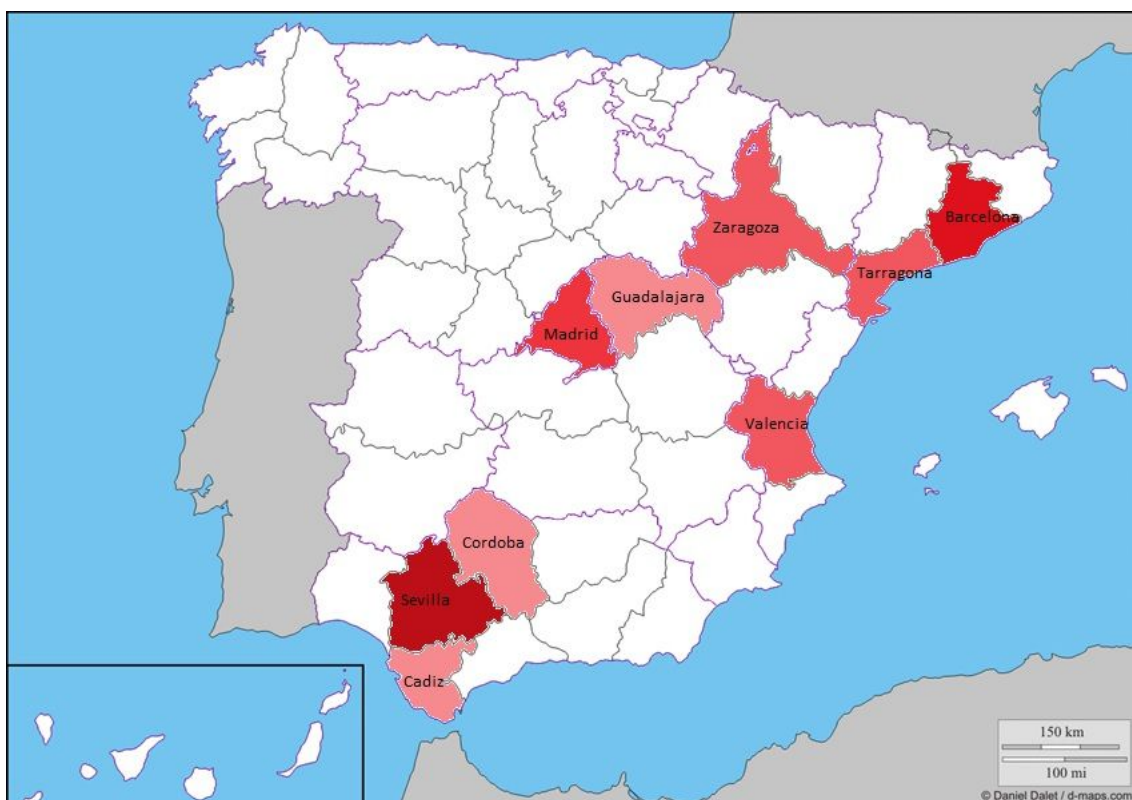 Zaragoza
Barcelona
Tarragona
Guadalajara
Madrid
Valencia
Cordoba
Sevilla
Cadiz
150 km
100 mi
© Daniel Dalet / d-maps.com